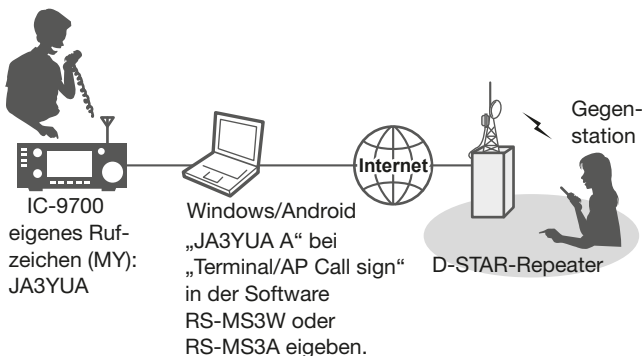 Internet
Gegen-
station
IC-9700
eigenes Ruf-
zeichen (MY):
JA3YUA
Windows/Android
„JA3YUA A“ bei
„Terminal/AP Call sign“
in der Software
RS-MS3W oder
RS-MS3A eigeben.
D-STAR-Repeater